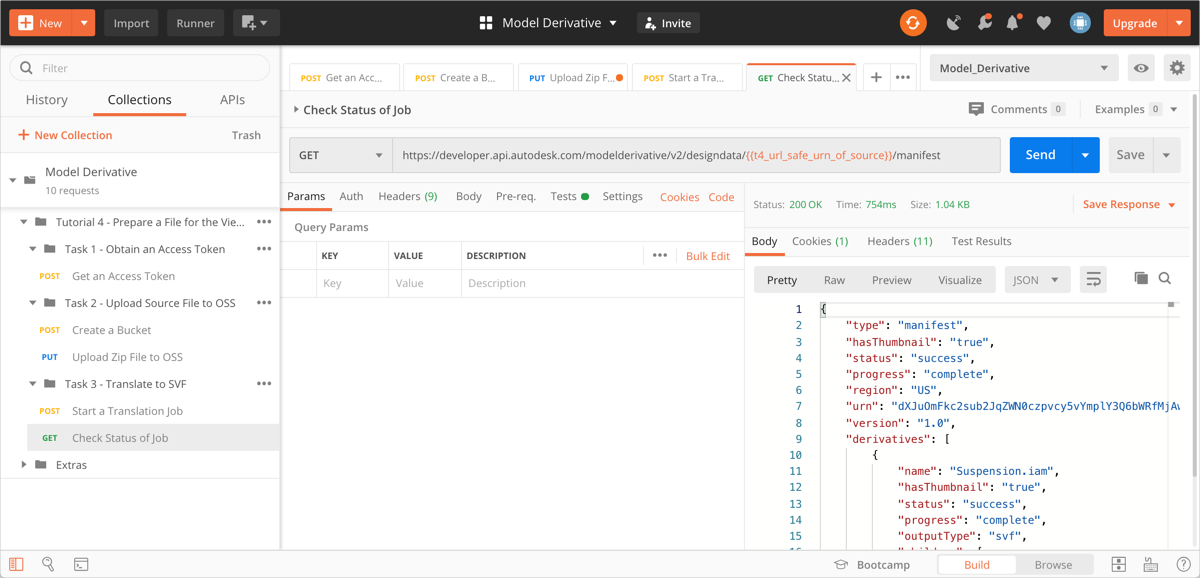 New Import Runner Model Derivative Invite Upgrade
Filter
History Collections APIs
New Collection Trash
Model Derivative
10 requests
Tutorial 4 - Prepare a File for the Vie...
Task 1 - Obtain an Access Token
POST Get an Access Token
Task 2 - Upload Source File to OSS
POST Create a Bucket
PUT Upload Zip File to OSS
Task 3 - Translate to SVF
POST Start a Translation Job
GET Check Status of Job
Extras
POST Get an Acc... POST Create a B... PUT Upload Zip F... POST Start a Tra... GET Check Statu...
Model_Derivative
Check Status of Job Comments 0 Examples 0
GET https://developer.api.autodesk.com/modelderivative/v2/designdata/{{t4_url_safe_urn_of_source}}/manifest Send Save
Params Auth Headers (9) Body Pre-req. Tests Settings Cookies Code
Query Params
KEY VALUE DESCRIPTION Bulk Edit
Key Value Description
Status: 200 OK Time: 754ms Size: 1.04 KB Save Response
Body Cookies (1) Headers (11) Test Results
Pretty Raw Preview Visualize JSON
1 {
2 "type": "manifest",
3 "hasThumbnail": "true",
4 "status": "success",
5 "progress": "complete",
6 "region": "US",
7 "urn": "dXJuOmFkc2sub2JqZWN0czpvcy5vYmplY3Q6bWRfMjAw
8 "version": "1.0",
9 "derivatives": [
10 {
11 "name": "Suspension.iam",
12 "hasThumbnail": "true",
13 "status": "success",
14 "progress": "complete",
15 "outputType": "svf",
Bootcamp Build Browse